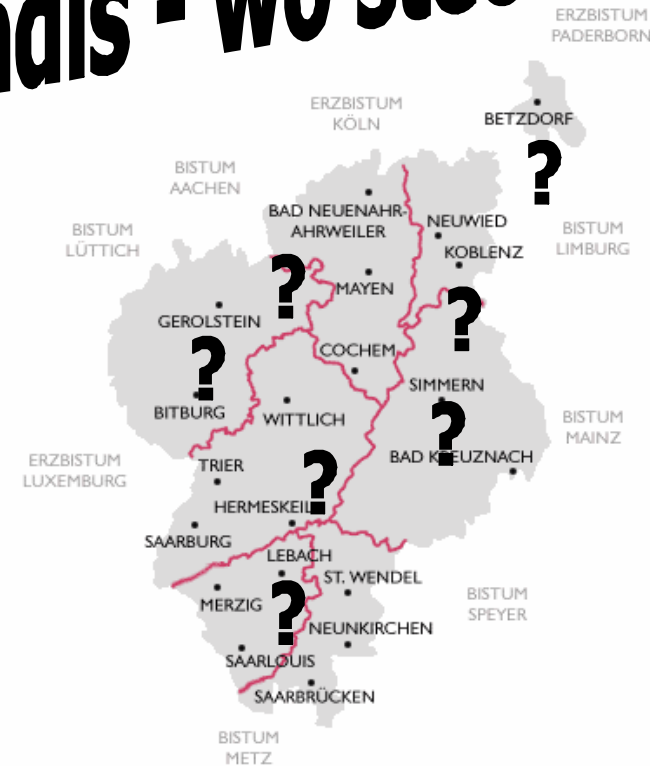 - wo
ERZBISTUM
PADERBORN
ERZBISTUM
KÖLN
BETZDORF
?
BISTUM
AACHEN
BAD NEUENAHR-
AHRWEILER
NEUWIED
BISTUM
LÜTTICH
BISTUM
LIMBURG
KOBLENZ
?
MAYEN
?
GEROLSTEIN
?
COCHEM
SIMMERN
BITBURG
WITTLICH
?
BISTUM
MAINZ
BAD KREUZNACH
ERZBISTUM
LUXEMBURG
TRIER
?
HERMESKEIL
SAARBURG
LEBACH
ST. WENDEL
MERZIG
?
BISTUM
SPEYER
NEUNKIRCHEN
SAARLOUIS
SAARBRÜCKEN
BISTUM
METZ